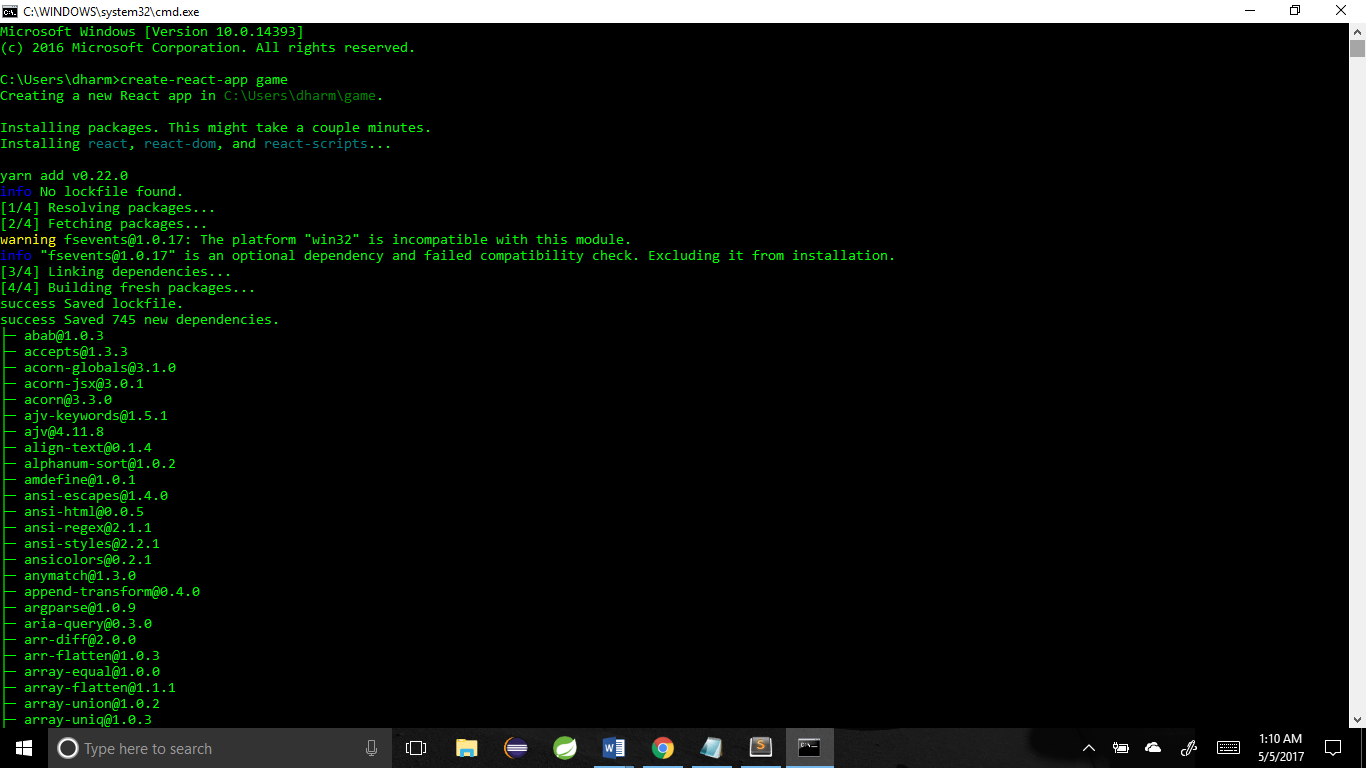 C:\WINDOWS\system32\cmd.exe
Microsoft Windows [Version 10.0.14393]
(c) 2016 Microsoft Corporation. All rights reserved.
C:\Users\dharm>create-react-app game
Creating a new React app in C:\Users\dharm\game.
Installing packages. This might take a couple minutes.
Installing react, react-dom, and react-scripts...
yarn add v0.22.0
info No lockfile found.
[1/4] Resolving packages...
[2/4] Fetching packages...
warning fsevents@1.0.17: The platform "win32" is incompatible with this module.
info "fsevents@1.0.17" is an optional dependency and failed compatibility check. Excluding it from installation.
[3/4] Linking dependencies...
[4/4] Building fresh packages...
success Saved lockfile.
success Saved 745 new dependencies.
├─ abab@1.0.3
├─ accepts@1.3.3
├─ acorn-globals@3.1.0
├─ acorn-jsx@3.0.1
├─ acorn@3.3.0
├─ ajv-keywords@1.5.1
├─ ajv@4.11.8
├─ align-text@0.1.4
├─ alphanum-sort@1.0.2
├─ amdefine@1.0.1
├─ ansi-escapes@1.4.0
├─ ansi-html@0.0.5
├─ ansi-regex@2.1.1
├─ ansi-styles@2.2.1
├─ ansicolors@0.2.1
├─ anymatch@1.3.0
├─ append-transform@0.4.0
├─ argparse@1.0.9
├─ aria-query@0.3.0
├─ arr-diff@2.0.0
├─ arr-flatten@1.0.3
├─ array-equal@1.0.0
├─ array-flatten@1.1.1
├─ array-union@1.0.2
├─ array-uniq@1.0.3
Type here to search
1:10 AM
5/5/2017